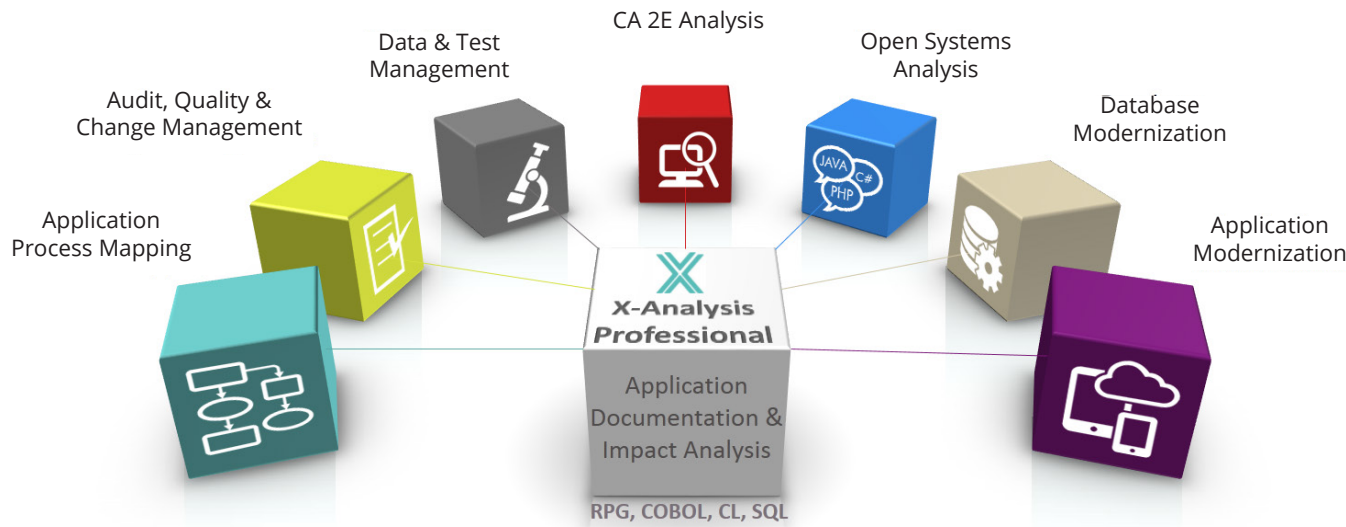 CA 2E Analysis
Data & Test
Management
Open Systems
Analysis
Audit, Quality &
Change Management
Database
Modernization
Application
Process Mapping
Application
Modernization
JAVA
C#
PHP
X-Analysis
Professional
Application
Documentation &
Impact Analysis
RPG, COBOL, CL, SQL